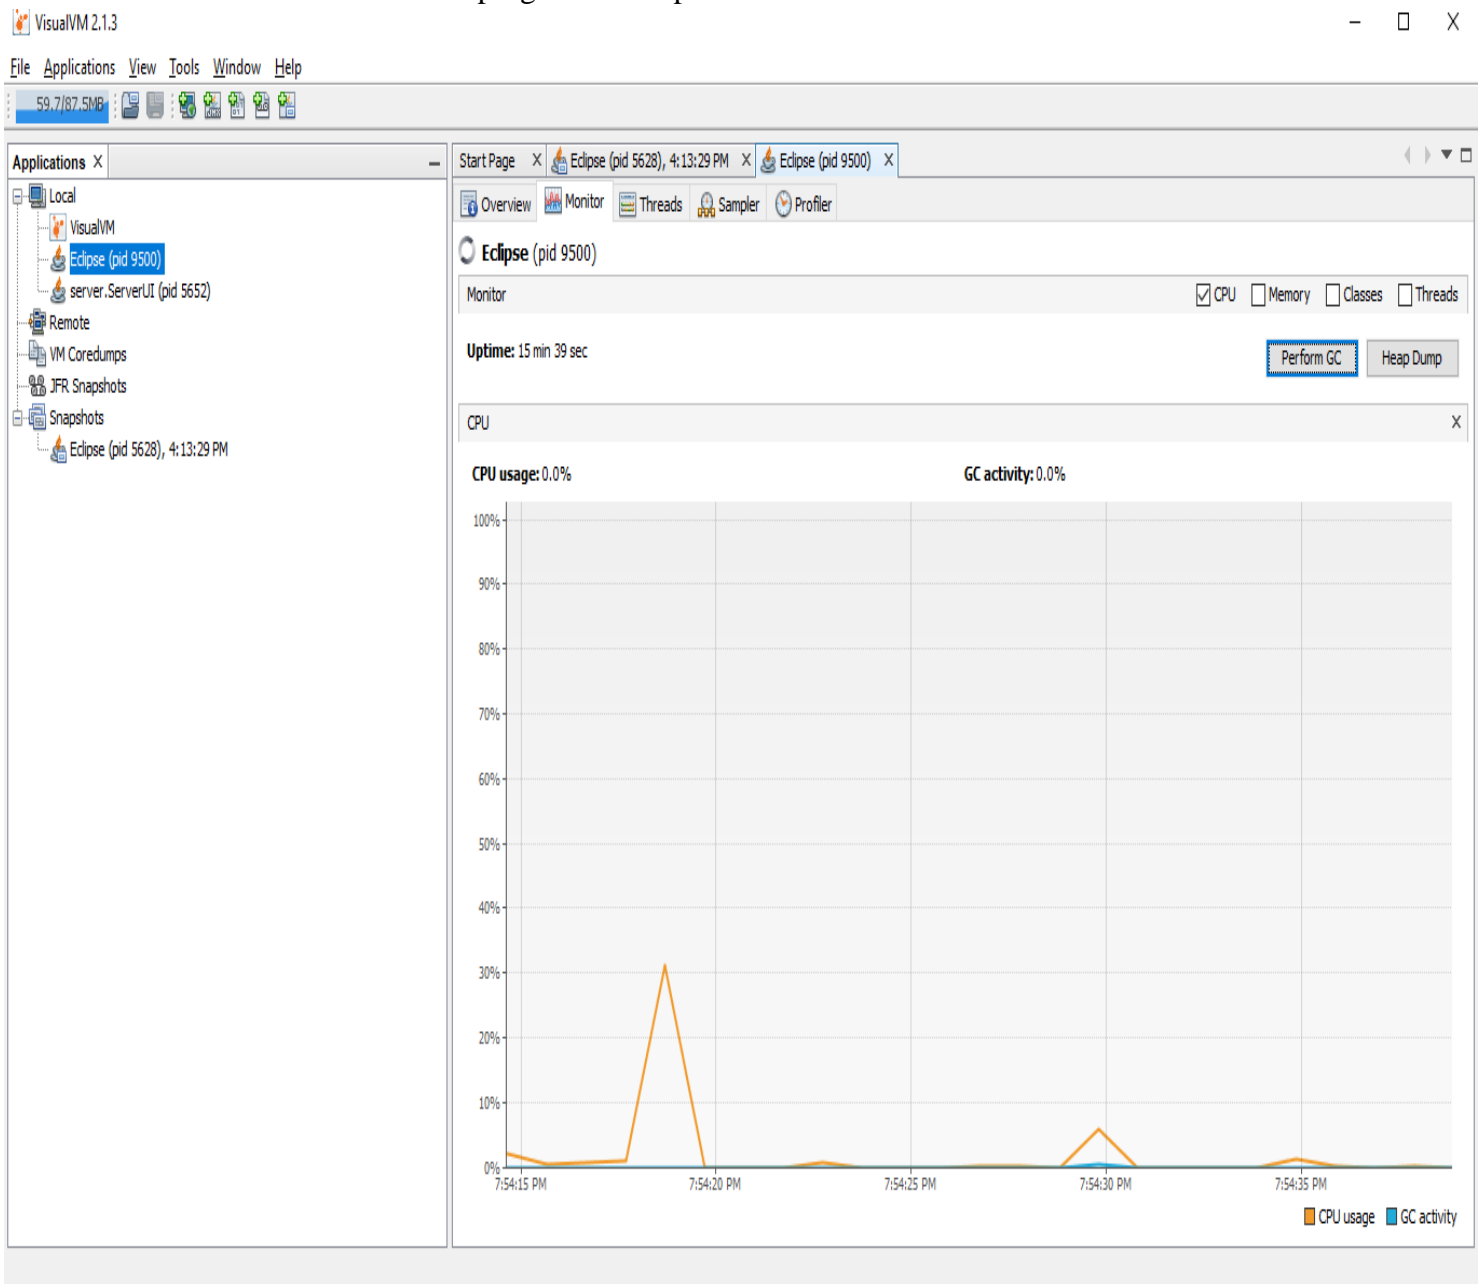 VisualVM 2.1.3
File Applications View Tools Window Help
59.7/87.5MB
Applications X
Start Page X Eclipse (pid 5628), 4:13:29 PM X Eclipse (pid 9500) X
Local
VisualVM
Eclipse (pid 9500)
server.ServerUI (pid 5652)
Remote
VM Coredumps
JFR Snapshots
Snapshots
Eclipse (pid 5628), 4:13:29 PM
Overview Monitor Threads Sampler Profiler
Eclipse (pid 9500)
Monitor CPU Memory Classes Threads
Uptime: 15 min 39 sec
Perform GC Heap Dump
CPU X
CPU usage: 0.0% GC activity: 0.0%
100%
90%
80%
70%
60%
50%
40%
30%
20%
10%
0%
7:54:15 PM 7:54:20 PM 7:54:25 PM 7:54:30 PM 7:54:35 PM
CPU usage GC activity